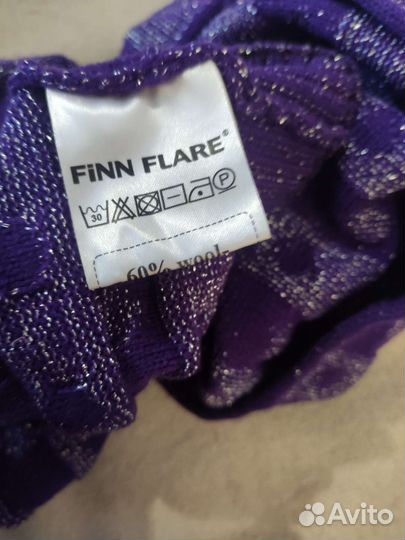 FiNN FLARE®
30 P
60% wool
Avito